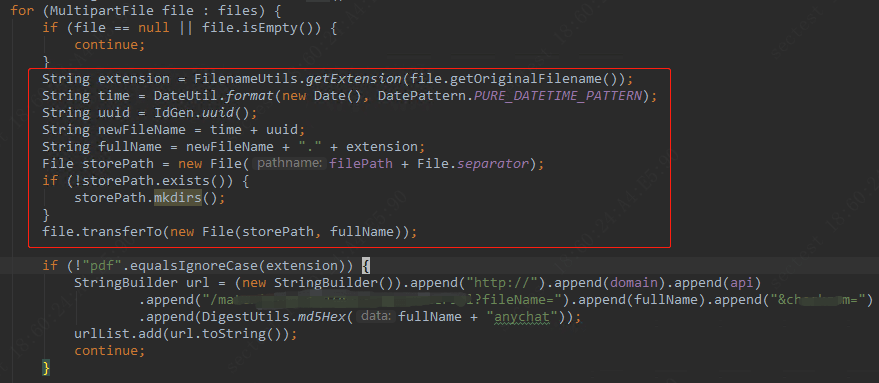 for (MultipartFile file : files) {
if (file == null || file.isEmpty()) {
continue;
}
String extension = FilenameUtils.getExtension(file.getOriginalFilename());
String time = DateUtil.format(new Date(), DatePattern.PURE_DATETIME_PATTERN);
String uuid = IdGen.uuid();
String newFileName = time + uuid;
String fullName = newFileName + "." + extension;
File storePath = new File( pathname: filePath + File.separator);
if (!storePath.exists()) {
storePath.mkdirs();
}
file.transferTo(new File(storePath, fullName));
if (!"pdf".equalsIgnoreCase(extension)) {
StringBuilder url = (new StringBuilder()).append("http://").append(domain).append(api)
.append(" l?fileName=").append(fullName).append("& =")
.append(DigestUtils.md5Hex( data: fullName + "anychat"));
urlList.add(url.toString());
continue;
}